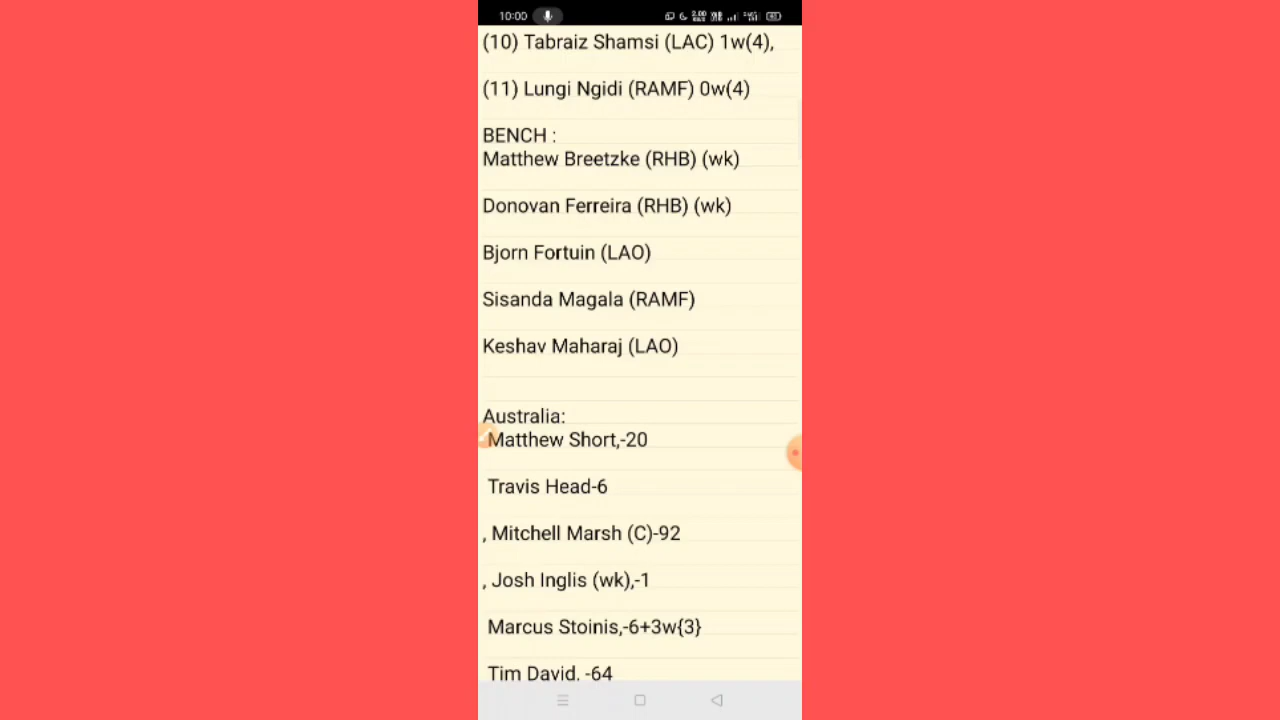 10:00
(10) Tabraiz Shamsi (LAC) 1w(4),
(11) Lungi Ngidi (RAMF) 0w(4)
BENCH :
Matthew Breetzke (RHB) (wk)
Donovan Ferreira (RHB) (wk)
Bjorn Fortuin (LAO)
Sisanda Magala (RAMF)
Keshav Maharaj (LAO)
Australia:
Matthew Short,-20
Travis Head-6
, Mitchell Marsh (C)-92
, Josh Inglis (wk),-1
Marcus Stoinis,-6+3w{3}
Tim David. -64